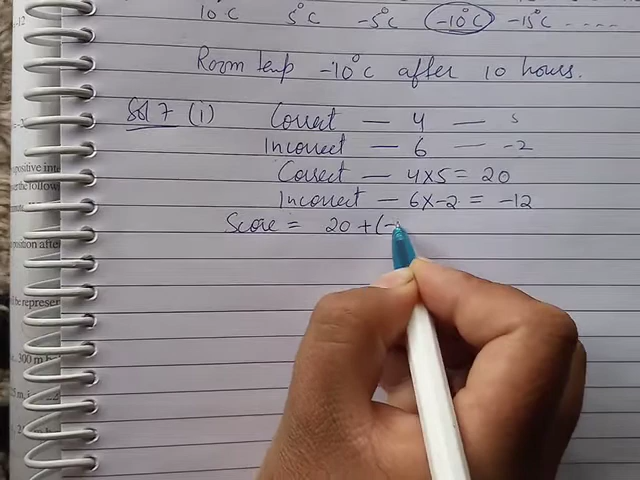 10°C 5°C -5°C -10°C -15°C .....
Room temp -10°C after 10 hours.
Sol 7 (i) Correct — 4 — 5
Incorrect — 6 — -2
Correct — 4×5 = 20
Incorrect — 6×-2 = -12
Score = 20 +(-